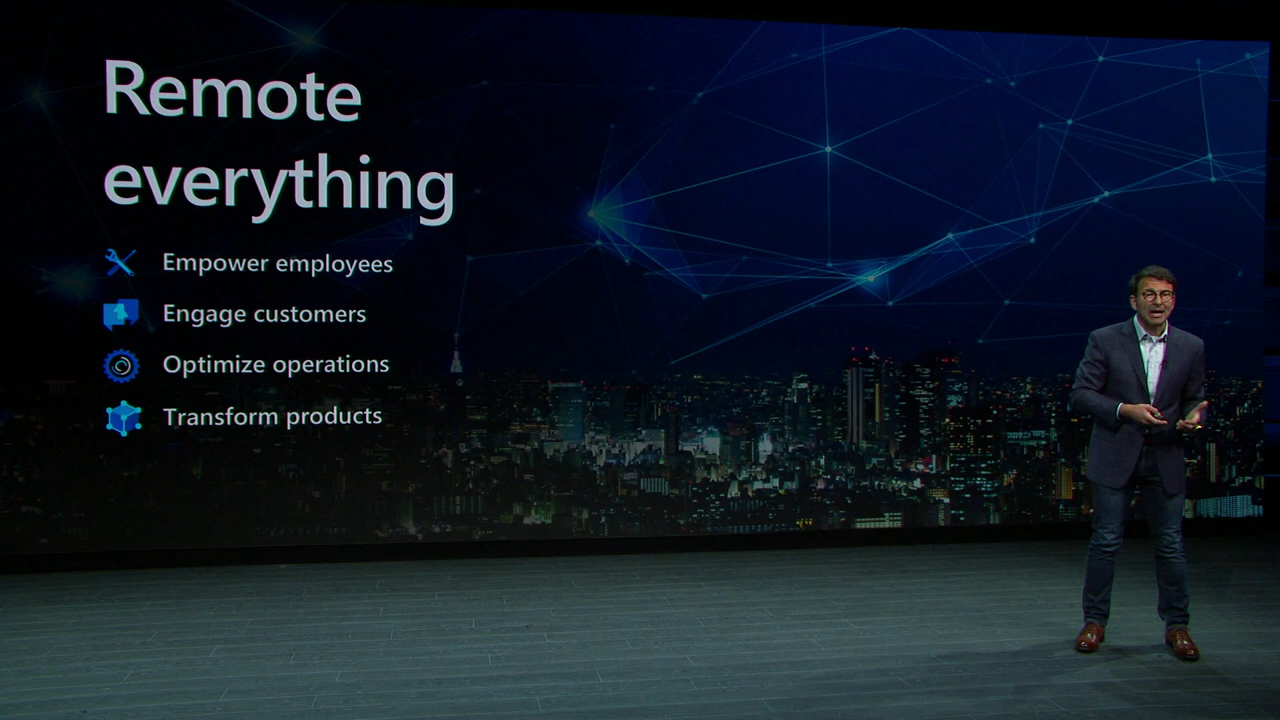 Remote
everything
Empower employees
Engage customers
Optimize operations
Transform products